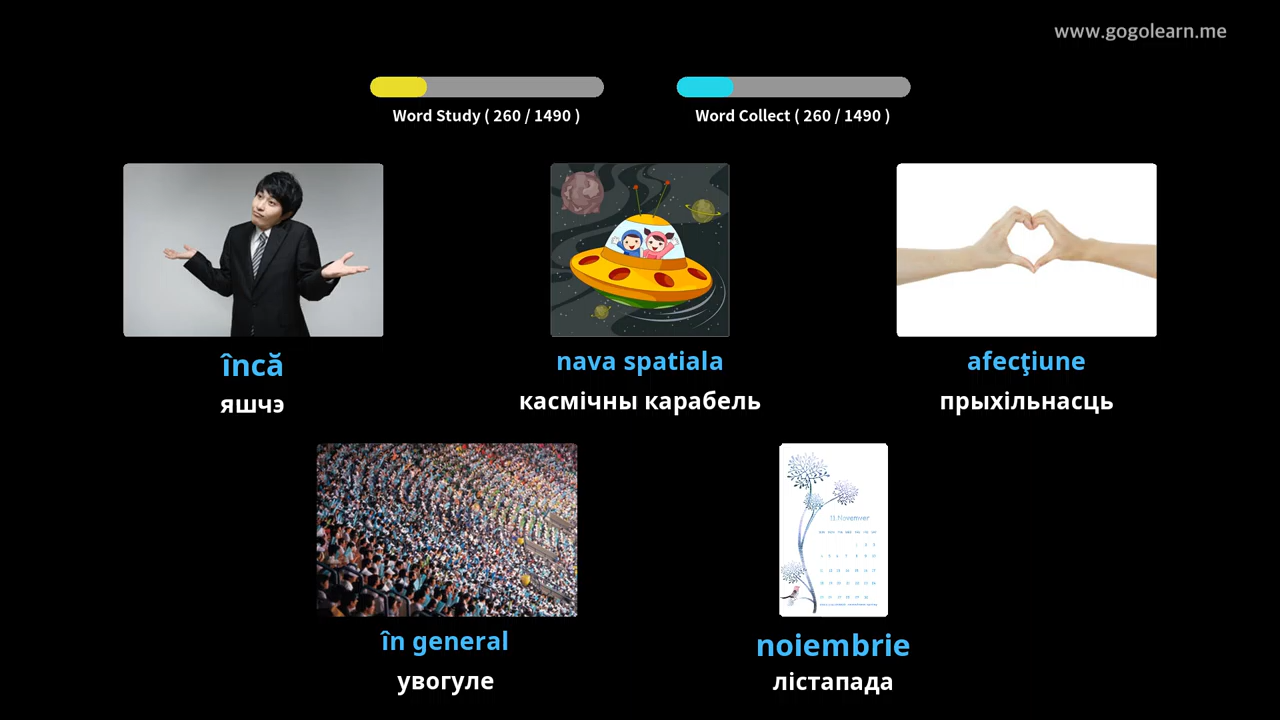 www.gogolearn.me
Word Study ( 260 / 1490 )
Word Collect ( 260 / 1490 )
încă
яшчэ
nava spatiala
касмічны карабель
afecţiune
прыхільнасць
în general
увогуле
noiembrie
лістапада